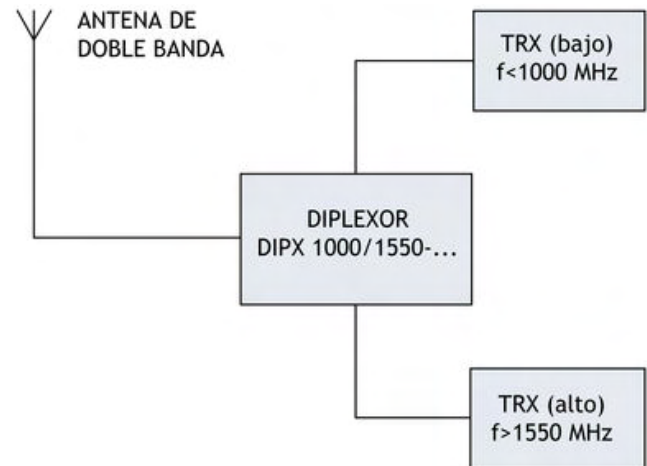 ANTENA DE
DOBLE BANDA
TRX (bajo)
f<1000 MHz
DIPLEXOR
DIPX 1000/1550-...
TRX (alto)
f>1550 MHz